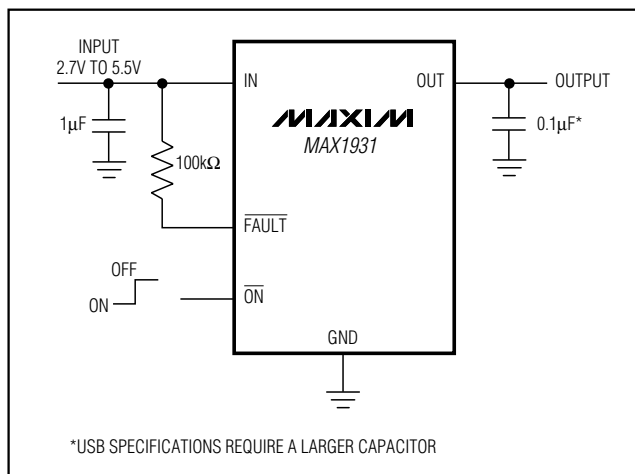 INPUT
2.7V TO 5.5V
1μF
100kΩ
IN
OUT
MAXIM
MAX1931
OUTPUT
0.1μF*
FAULT
OFF
ON
ON
GND
*USB SPECIFICATIONS REQUIRE A LARGER CAPACITOR